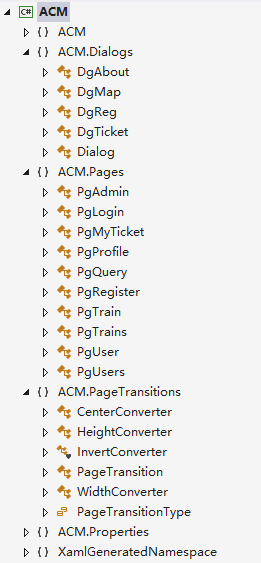 C# ACM
{ } ACM
{ } ACM.Dialogs
DgAbout
DgMap
DgReg
DgTicket
Dialog
{ } ACM.Pages
PgAdmin
PgLogin
PgMyTicket
PgProfile
PgQuery
PgRegister
PgTrain
PgTrains
PgUser
PgUsers
{ } ACM.PageTransitions
CenterConverter
HeightConverter
InvertConverter
PageTransition
WidthConverter
PageTransitionType
{ } ACM.Properties
{ } XamlGeneratedNamespace